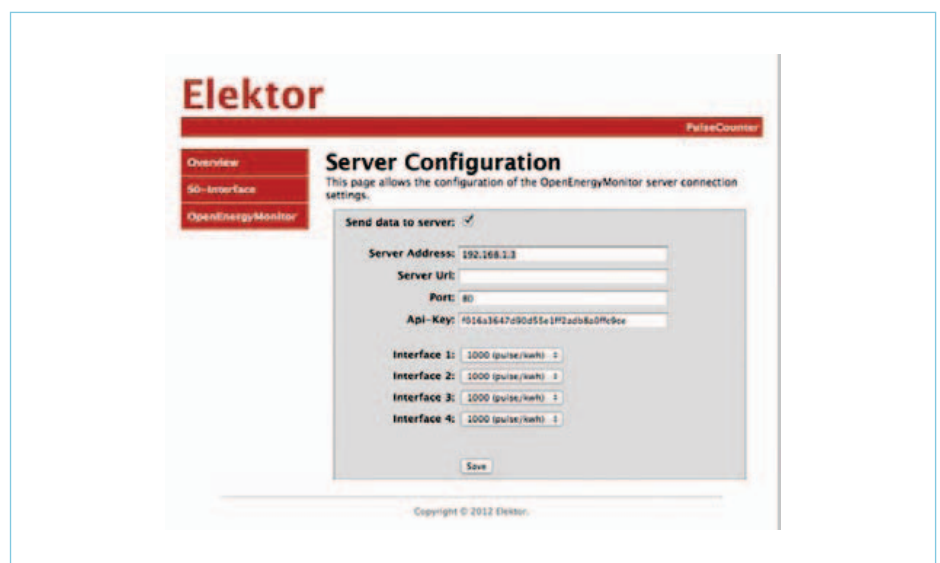 Elektor
PulseCounter
Overview
S0-Interface
OpenEnergyMonitor
Server Configuration
This page allows the configuration of the OpenEnergyMonitor server connection
settings.
Send data to server:
Server Address: 192.168.1.3
Server Url:
Port: 80
Api-Key:
Interface 1: 1000 (pulse/kwh)
Interface 2: 1000 (pulse/kwh)
Interface 3: 1000 (pulse/kwh)
Interface 4: 1000 (pulse/kwh)
Save
Copyright © 2012 Elektor.